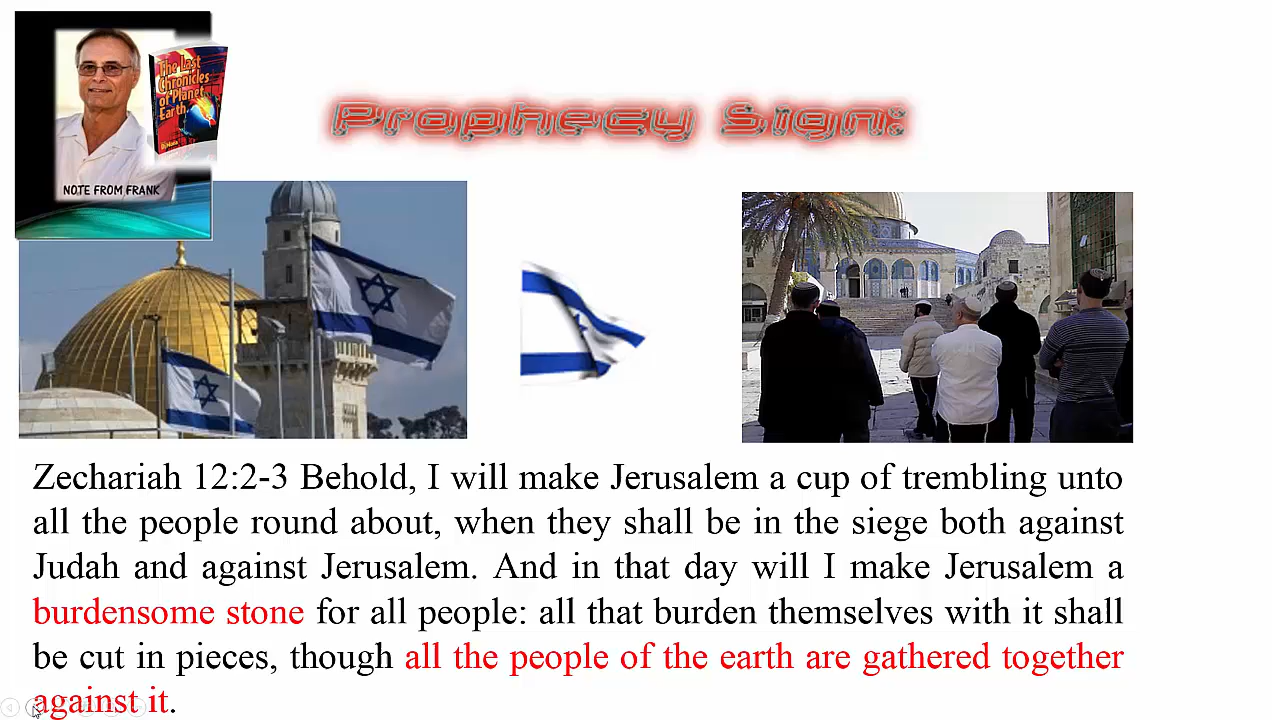 The Last
Chronicles
of Planet
Earth
NOTE FROM FRANK
Prophecy Sign:
Zechariah 12:2-3 Behold, I will make Jerusalem a cup of trembling unto
all the people round about, when they shall be in the siege both against
Judah and against Jerusalem. And in that day will I make Jerusalem a
burdensome stone for all people: all that burden themselves with it shall
be cut in pieces, though all the people of the earth are gathered together
against it.